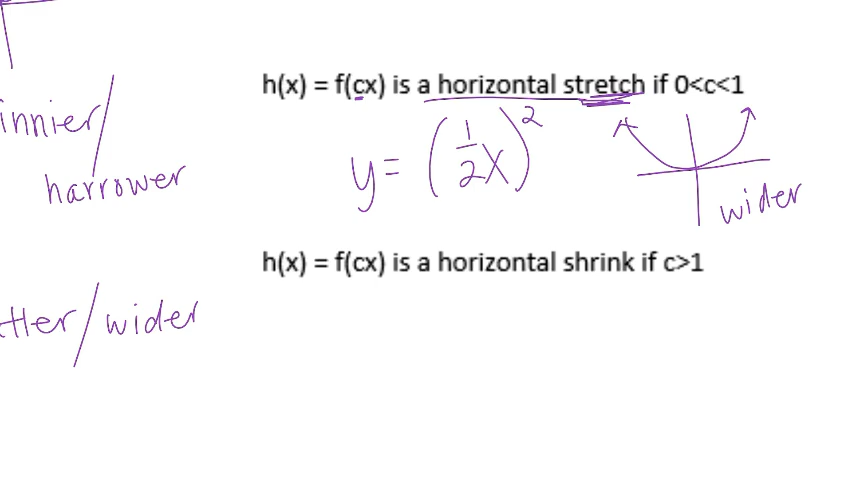 h(x) = f(cx) is a horizontal stretch if 0<c<1
innier/
harrower
y = (1/2 x)^2
wider
h(x) = f(cx) is a horizontal shrink if c>1
tter/wider